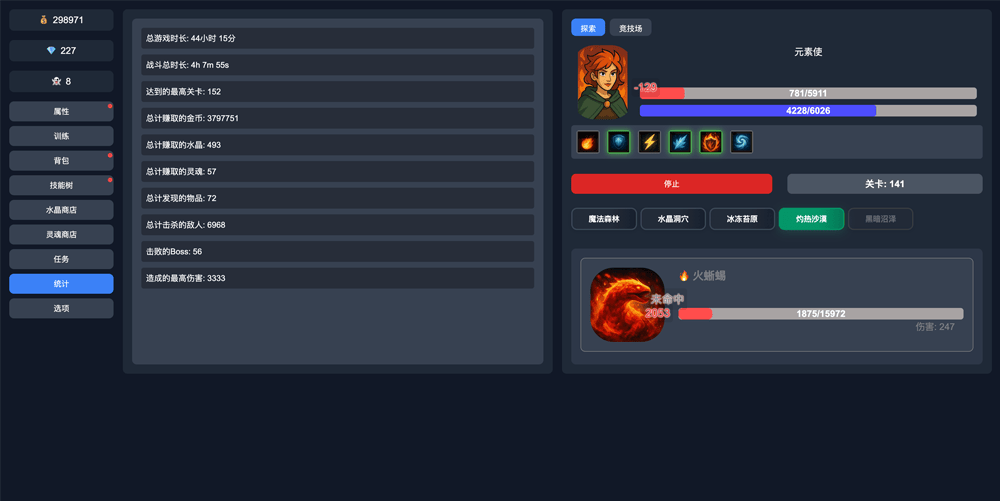 298971
227
8
属性
训练
背包
技能树
水晶商店
灵魂商店
任务
统计
选项
总游戏时长: 44小时 15分
战斗总时长: 4h 7m 55s
达到的最高关卡: 152
总计赚取的金币: 3797751
总计赚取的水晶: 493
总计赚取的灵魂: 57
总计发现的物品: 72
总计击杀的敌人: 6968
击败的Boss: 56
造成的最高伤害: 3333
探索 竞技场
元素使
-129
781/5911
4228/6026
停止 关卡: 141
魔法森林 水晶洞穴 冰冻苔原 灼热沙漠 黑暗沼泽
火蜥蜴
未命中
2053
1875/15972
伤害: 247